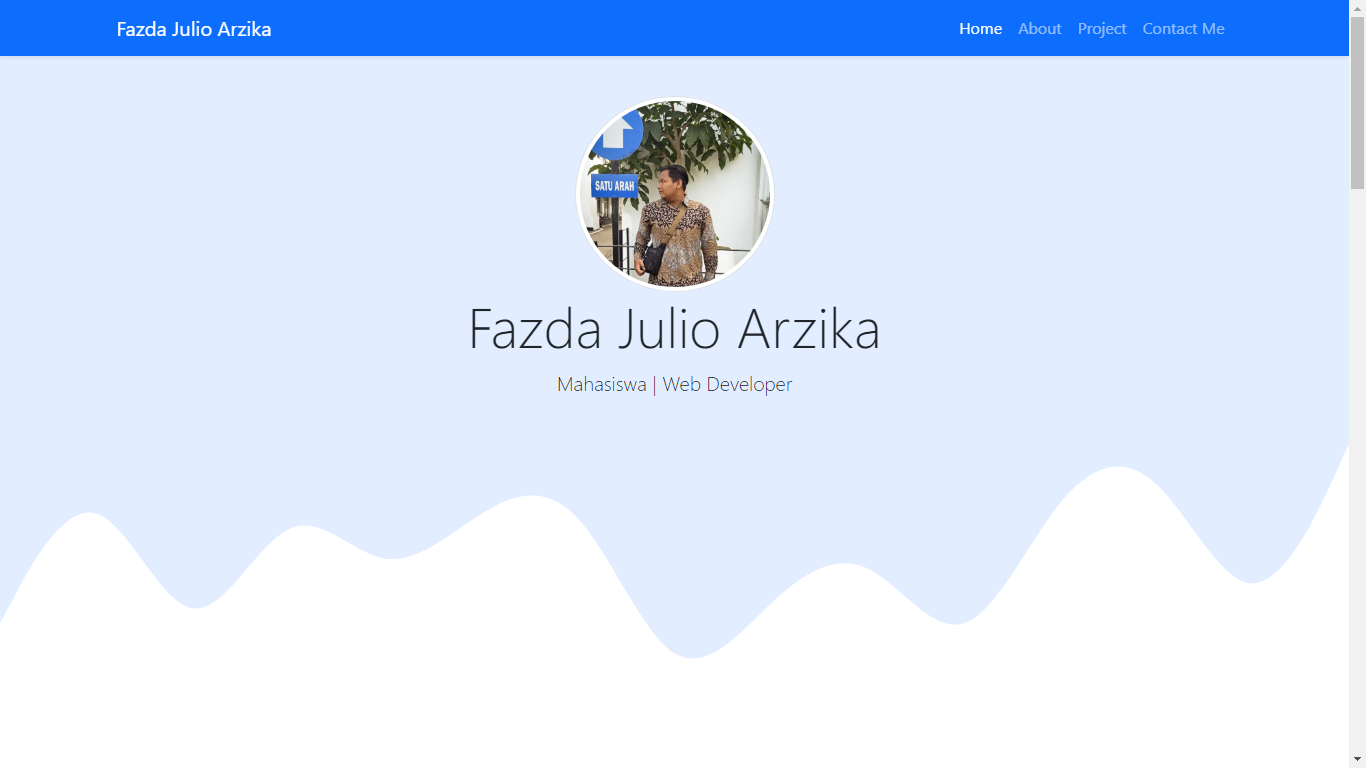 Fazda Julio Arzika
Home About Project Contact Me
SATU ARAH
Fazda Julio Arzika
Mahasiswa | Web Developer